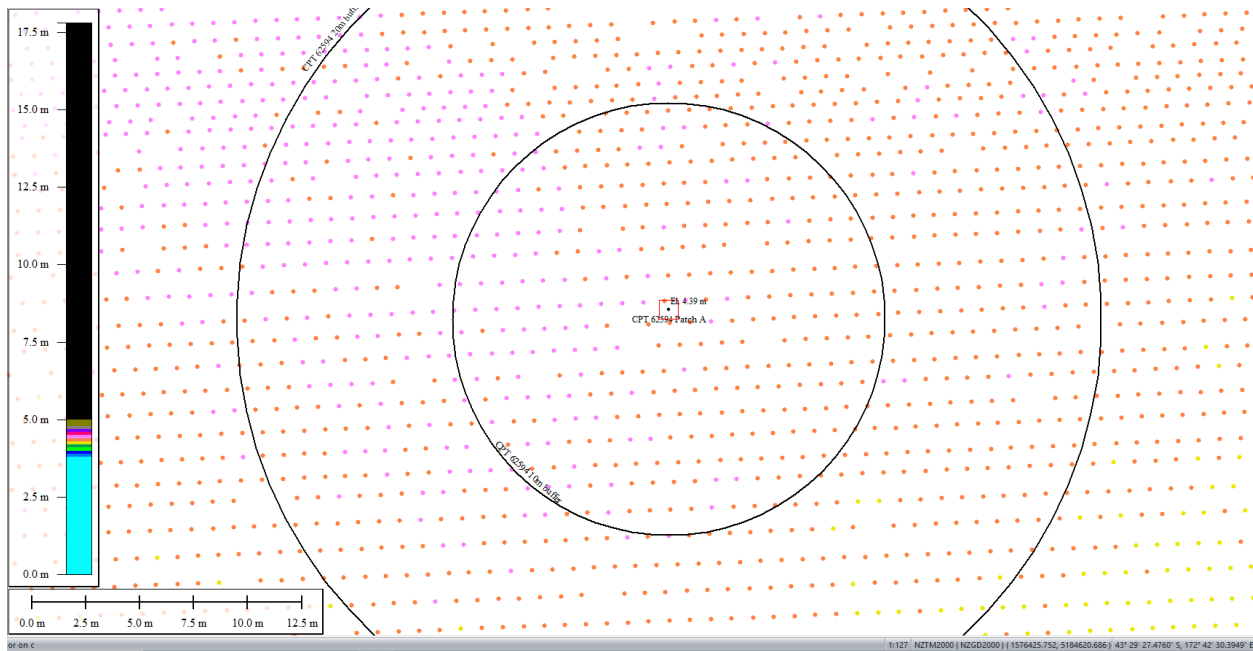 17.5 m
15.0 m
12.5 m
10.0 m
7.5 m
5.0 m
2.5 m
0.0 m
CPT 62594 20m buffer
El: 4.39 m
CPT 62594 Patch A
CPT 62594 10m buffer
0.0 m 2.5 m 5.0 m 7.5 m 10.0 m 12.5 m
or on c
1:127 NZTM2000 ( NZGD2000 ) ( 1576425.752, 5184620.686 ) 43° 29' 27.4760" S, 172° 42' 30.3949" E